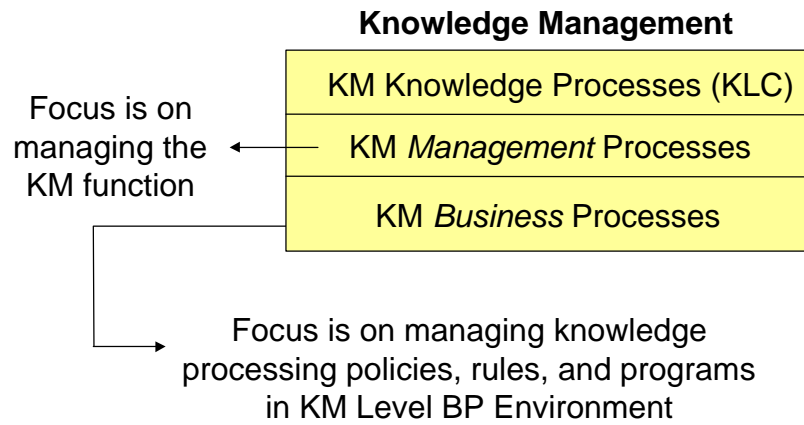 Knowledge Management
KM Knowledge Processes (KLC)
Focus is on
managing the
KM function
KM Management Processes
KM Business Processes
Focus is on managing knowledge
processing policies, rules, and programs
in KM Level BP Environment